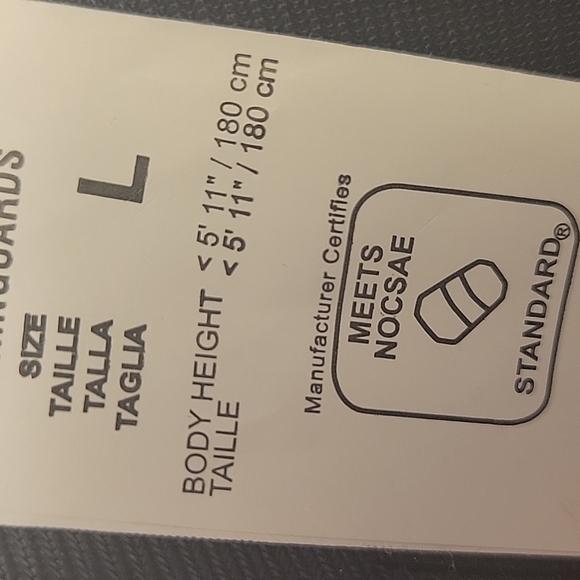 SIZE
TAILLE
TALLA
TAGLIA
L
BODY HEIGHT < 5' 11" / 180 cm
TAILLE < 5' 11" / 180 cm
Manufacturer Certifies
MEETS
NOCSAE
STANDARD®